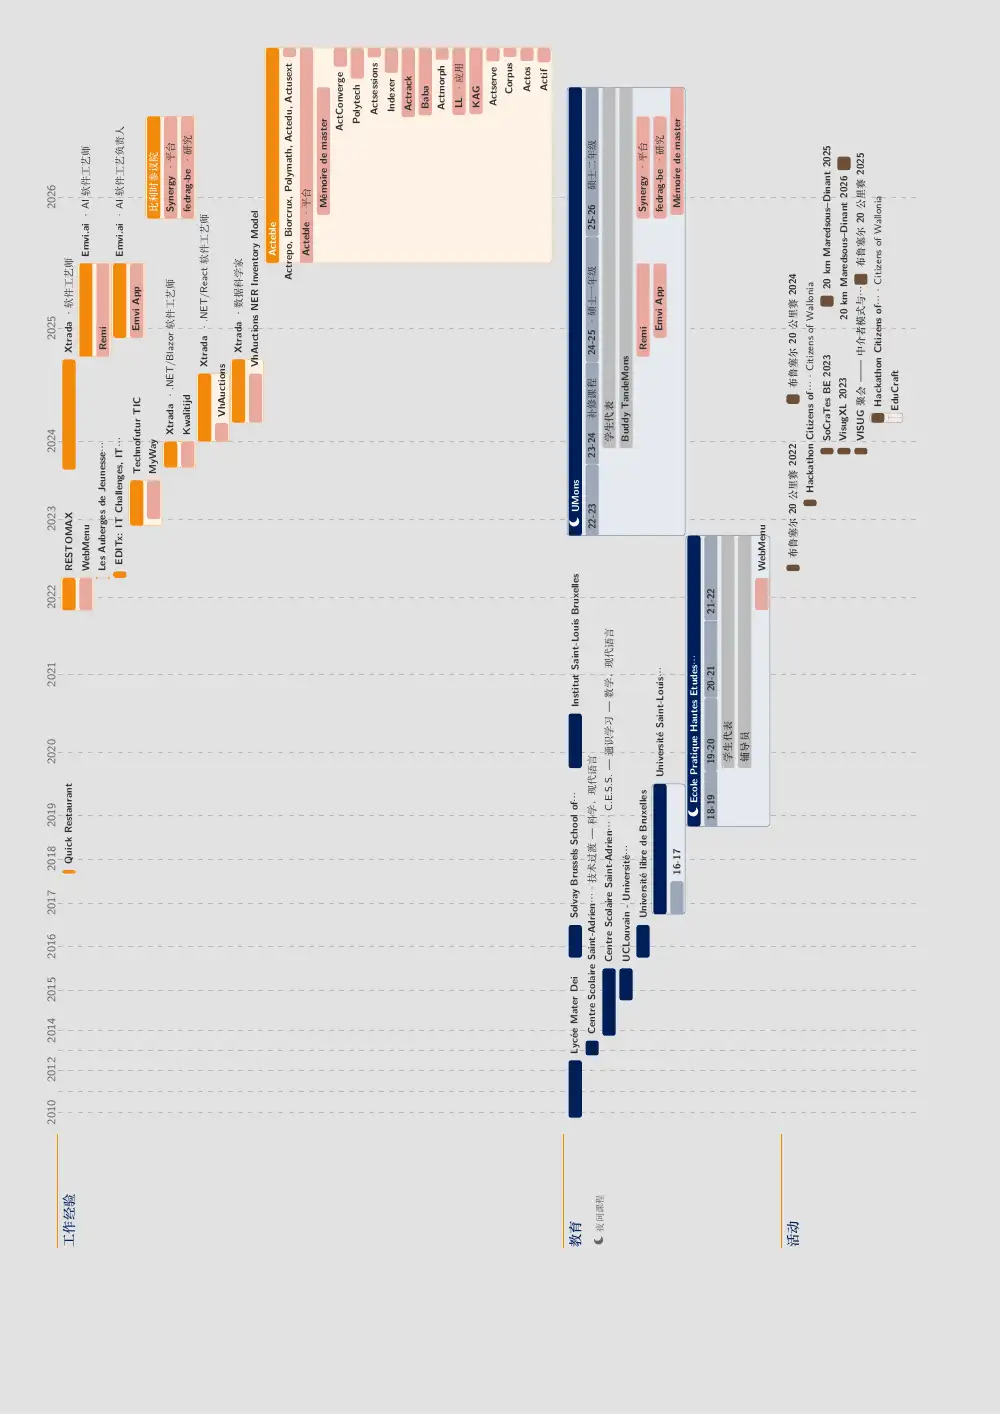 工作经验
2010
2012
2014
2015
2016
2017
2018
2019
2020
2021
2022
2023
2024
2025
2026
Quick Restaurant
RESTOMAX
Xtrada · 软件工艺师
WebMenu
Emvi.ai · AI 软件工艺师
Les Auberges de Jeunesse…
Remi
EDITx: IT Challenges, IT…
Emvi.ai · AI 软件工艺负责人
Technofutur TIC
Emvi App
MyWay
比利时参议院
Xtrada · .NET/Blazor 软件工艺师
Synergy · 平台
Kwalitijd
fedrag-be · 研究
Xtrada · .NET/React 软件工艺师
VhAuctions
Xtrada · 数据科学家
VhAuctions NER Inventory Model
Acteble
Actrepo, Biorcrux, Polymath, Actedu, Actusext
Acteble · 平台
Mémoire de master
ActConverge
Polytech
Actsessions
Indexer
Actrack
Baba
Actmorph
LL · 应用
KAG
Actserve
Corpus
Actos
Actif
教育
夜间课程
Lycée Mater Dei
Solvay Brussels School of…
Institut Saint-Louis Bruxelles
UMons
Centre Scolaire Saint-Adrien… · 技术过渡 — 科学，现代语言
22-23
23-24 · 补修课程
24-25 · 硕士一年级
25-26 · 硕士二年级
Centre Scolaire Saint-Adrien… · C.E.S.S. — 通识学习 — 数学，现代语言
学生代表
UCLouvain - Université…
Buddy TandeMons
Université libre de Bruxelles
Remi
Synergy · 平台
Université Saint-Louis…
Emvi App
fedrag-be · 研究
16-17
Mémoire de master
Ecole Pratique Hautes Etudes…
18-19
19-20
20-21
21-22
学生代表
辅导员
WebMenu
活动
布鲁塞尔 20 公里赛 2022
布鲁塞尔 20 公里赛 2024
Hackathon Citizens of… · Citizens of Wallonia
SoCraTes BE 2023
20 km Maredsous–Dinant 2025
VisugXL 2023
20 km Maredsous–Dinant 2026
VISUG 聚会 —— 中介者模式与…
布鲁塞尔 20 公里赛 2025
Hackathon Citizens of… · Citizens of Wallonia
EduCraft